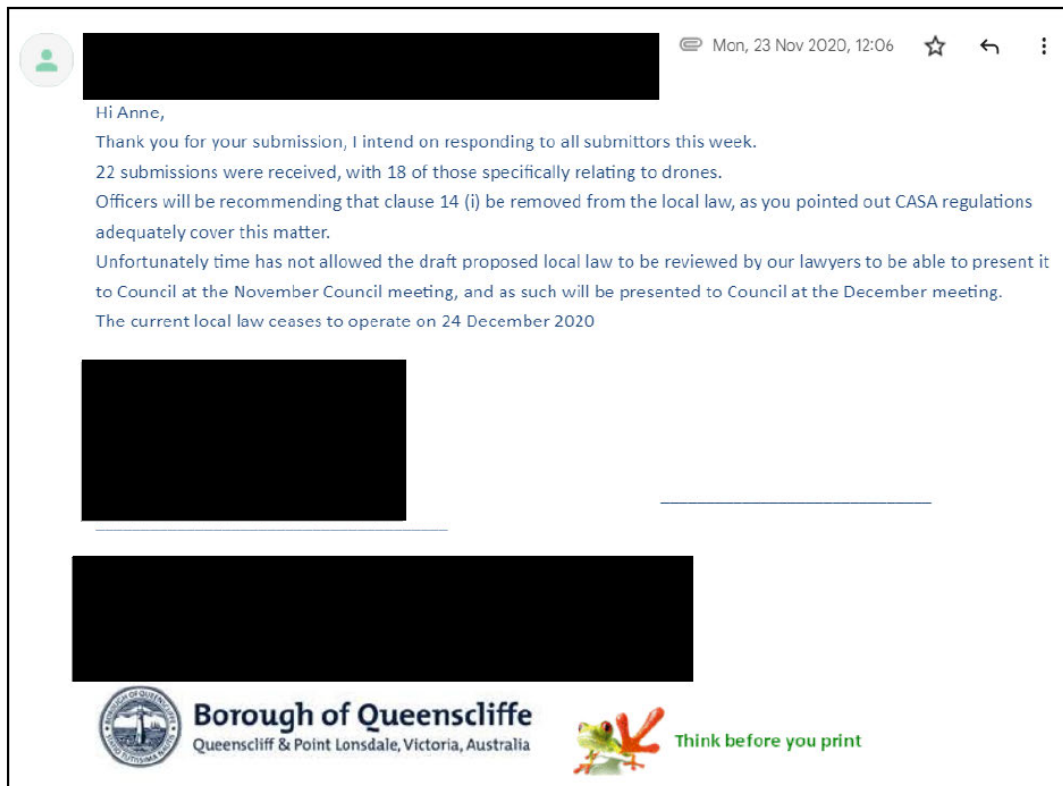 Mon, 23 Nov 2020, 12:06
Hi Anne,
Thank you for your submission, I intend on responding to all submittors this week.
22 submissions were received, with 18 of those specifically relating to drones.
Officers will be recommending that clause 14 (i) be removed from the local law, as you pointed out CASA regulations
adequately cover this matter.
Unfortunately time has not allowed the draft proposed local law to be reviewed by our lawyers to be able to present it
to Council at the November Council meeting, and as such will be presented to Council at the December meeting.
The current local law ceases to operate on 24 December 2020
BOROUGH OF QUEENSCLIFFE
Borough of Queenscliffe
Queenscliff & Point Lonsdale, Victoria, Australia
Think before you print